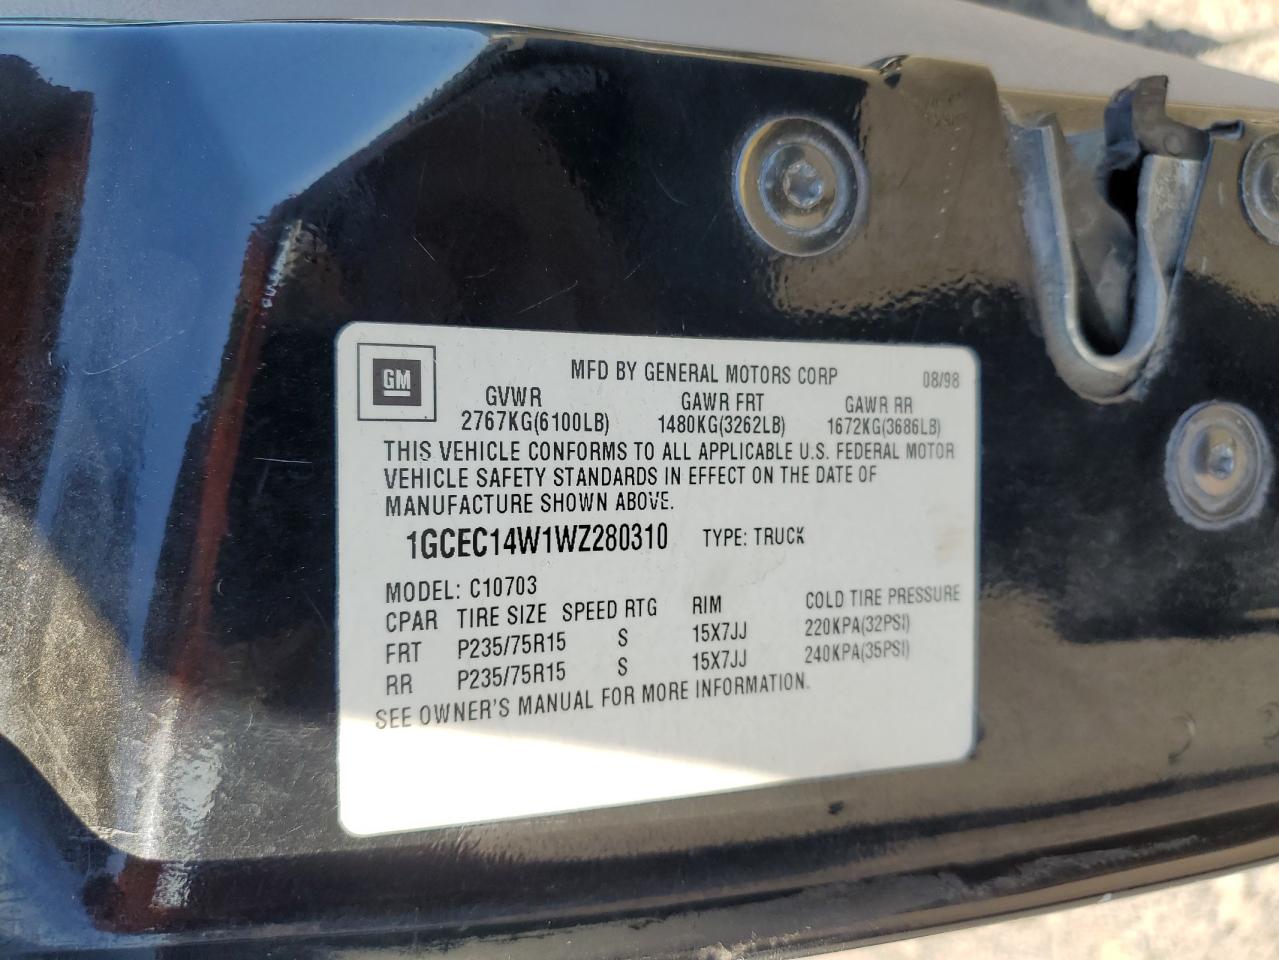 GM
MFD BY GENERAL MOTORS CORP 08/98
GVWR GAWR FRT GAWR RR
2767KG(6100LB) 1480KG(3262LB) 1672KG(3686LB)
THIS VEHICLE CONFORMS TO ALL APPLICABLE U.S. FEDERAL MOTOR
VEHICLE SAFETY STANDARDS IN EFFECT ON THE DATE OF
MANUFACTURE SHOWN ABOVE.
1GCEC14W1WZ280310 TYPE: TRUCK
MODEL: C10703
CPAR TIRE SIZE SPEED RTG RIM COLD TIRE PRESSURE
FRT P235/75R15 S 15X7JJ 220KPA(32PSI)
RR P235/75R15 S 15X7JJ 240KPA(35PSI)
SEE OWNER'S MANUAL FOR MORE INFORMATION.